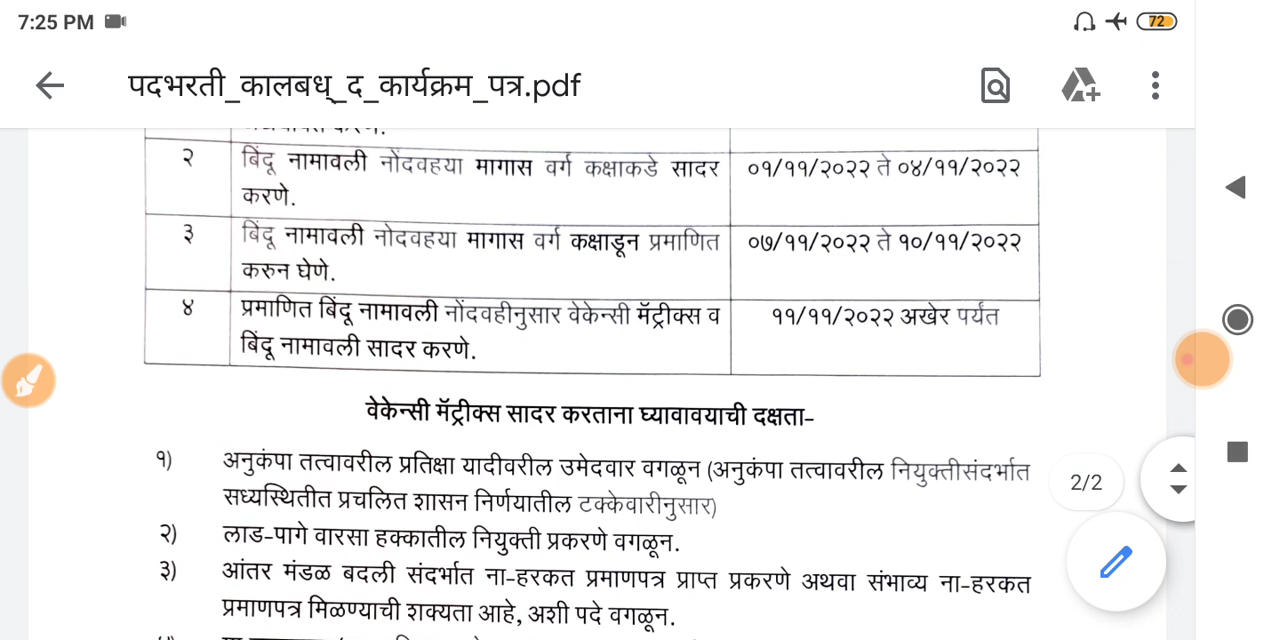 7:25 PM
72
पदभरती_कालबध्_द_कार्यक्रम_पत्र.pdf
२ बिंदू नामावली नोंदवहया मागास वर्ग कक्षाकडे सादर ०१/११/२०२२ ते ०४/११/२०२२
करणे.
३ बिंदू नामावली नोदवहया मागास वर्ग कक्षाडून प्रमाणित ०७/११/२०२२ ते १०/११/२०२२
करुन घेणे.
४ प्रमाणित बिंदू नामावली नोंदवहीनुसार वेकेन्सी मॅट्रीक्स व ११/११/२०२२ अखेर पर्यंत
बिंदू नामावली सादर करणे.
वेकेन्सी मॅट्रीक्स सादर करताना घ्यावावयाची दक्षता-
१) अनुकंपा तत्वावरील प्रतिक्षा यादीवरील उमेदवार वगळून (अनुकंपा तत्वावरील नियुक्तीसंदर्भात
सध्यस्थितीत प्रचलित शासन निर्णयातील टक्केवारीनुसार)
2/2
२) लाड-पागे वारसा हक्कातील नियुक्ती प्रकरणे वगळून.
३) आंतर मंडळ बदली संदर्भात ना-हरकत प्रमाणपत्र प्राप्त प्रकरणे अथवा संभाव्य ना-हरकत
प्रमाणपत्र मिळण्याची शक्यता आहे, अशी पदे वगळून.